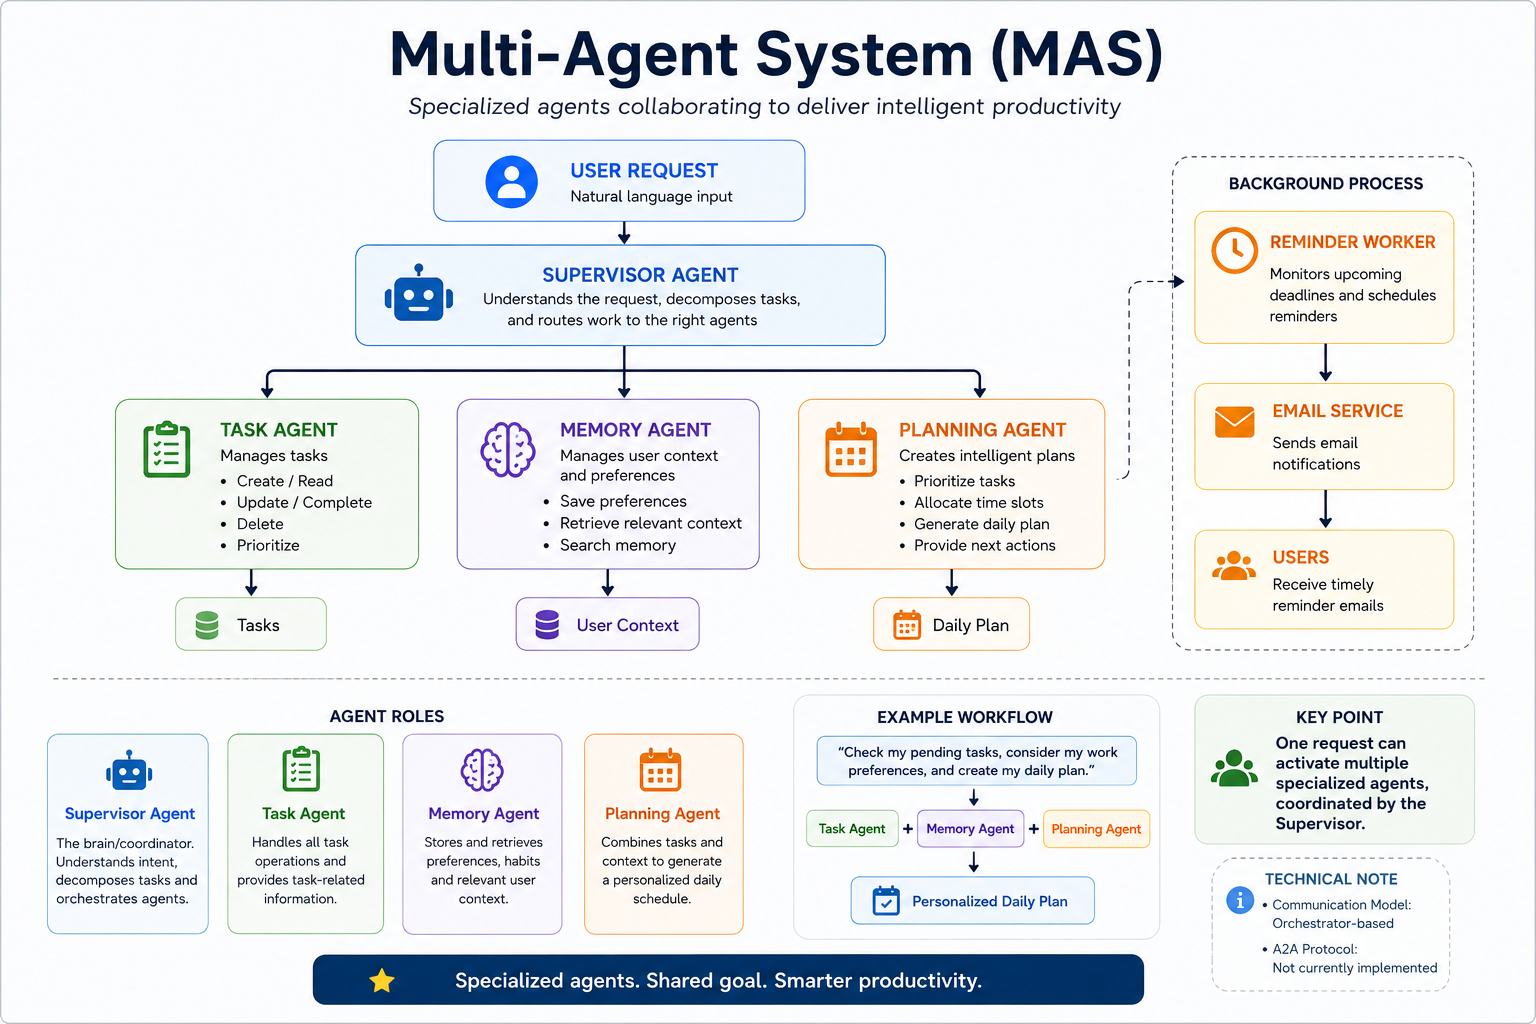 Multi-Agent System (MAS)
Specialized agents collaborating to deliver intelligent productivity
USER REQUEST
Natural language input
SUPERVISOR AGENT
Understands the request, decomposes tasks,
and routes work to the right agents
TASK AGENT
Manages tasks
• Create / Read
• Update / Complete
• Delete
• Prioritize
Tasks
MEMORY AGENT
Manages user context
and preferences
• Save preferences
• Retrieve relevant context
• Search memory
User Context
PLANNING AGENT
Creates intelligent plans
• Prioritize tasks
• Allocate time slots
• Generate daily plan
• Provide next actions
Daily Plan
BACKGROUND PROCESS
REMINDER WORKER
Monitors upcoming
deadlines and schedules
reminders
EMAIL SERVICE
Sends email
notifications
USERS
Receive timely
reminder emails
AGENT ROLES
Supervisor Agent
The brain/coordinator.
Understands intent,
decomposes tasks and
orchestrates agents.
Task Agent
Handles all task
operations and
provides task-related
information.
Memory Agent
Stores and retrieves
preferences, habits
and relevant user
context.
Planning Agent
Combines tasks and
context to generate
a personalized daily
schedule.
EXAMPLE WORKFLOW
“Check my pending tasks, consider my work
preferences, and create my daily plan.”
Task Agent + Memory Agent + Planning Agent
Personalized Daily Plan
KEY POINT
One request can
activate multiple
specialized agents,
coordinated by the
Supervisor.
TECHNICAL NOTE
• Communication Model:
Orchestrator-based
• A2A Protocol:
Not currently implemented
Specialized agents. Shared goal. Smarter productivity.